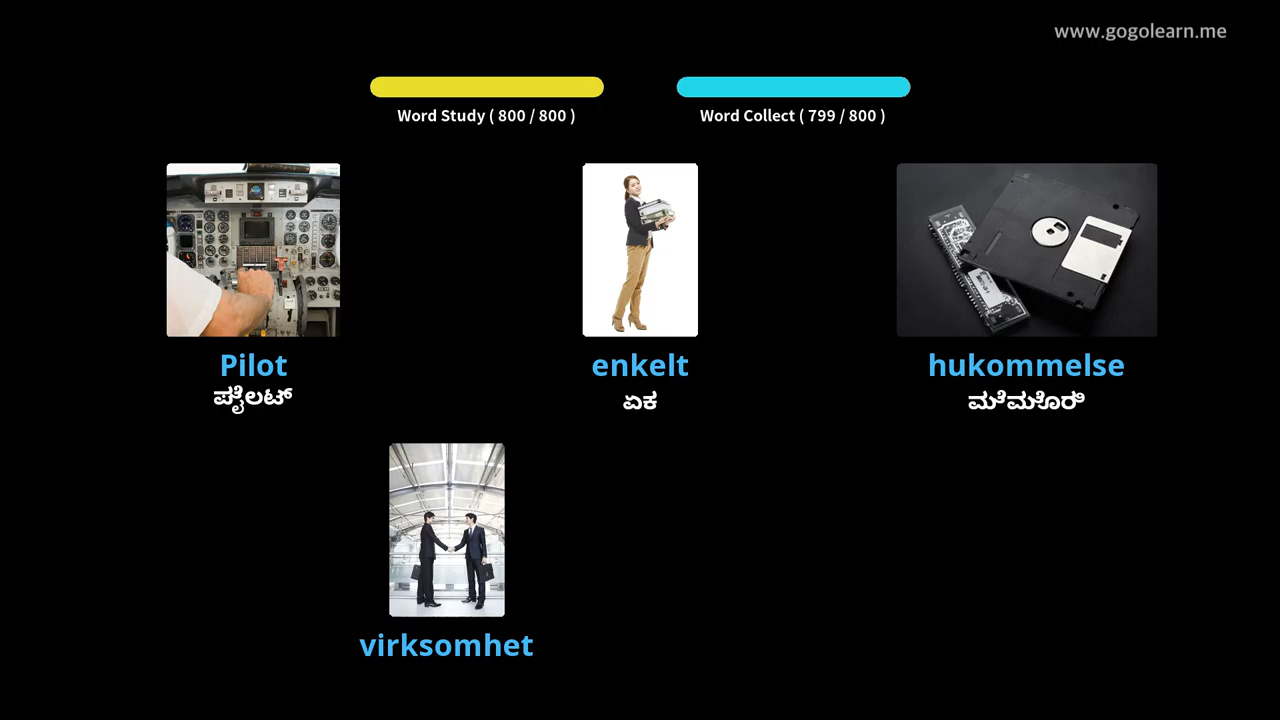 www.gogolearn.me
Word Study ( 800 / 800 )
Word Collect ( 799 / 800 )
Pilot
ಪೈಲಟ್
enkelt
ಏಕ
hukommelse
ಮೆಮೊರಿ
virksomhet